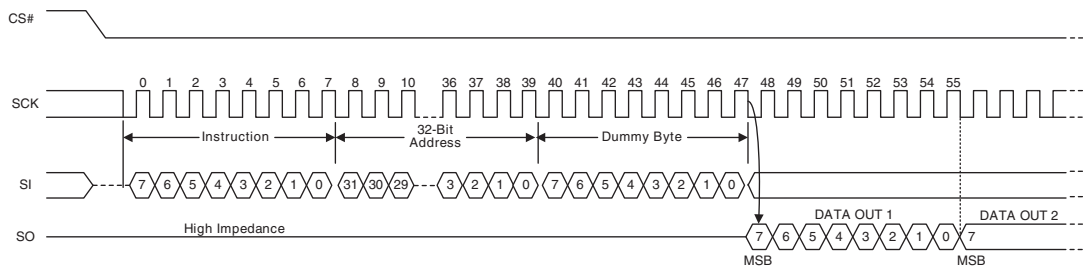 CS#
0 1 2 3 4 5 6 7 8 9 10 36 37 38 39 40 41 42 43 44 45 46 47 48 49 50 51 52 53 54 55
SCK
Instruction
32-Bit
Address
Dummy Byte
SI
7 6 5 4 3 2 1 0 31 30 29 3 2 1 0 7 6 5 4 3 2 1 0
DATA OUT 1
DATA OUT 2
High Impedance
SO
7 6 5 4 3 2 1 0 7
MSB
MSB